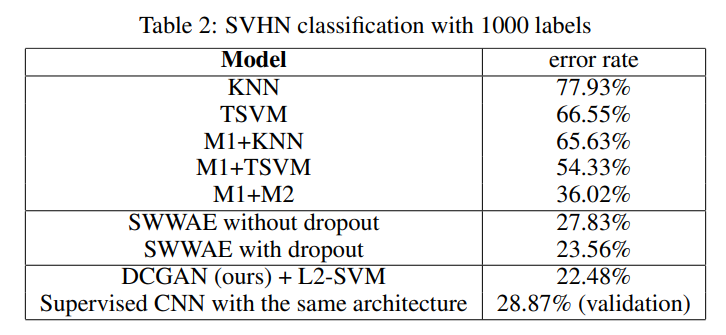 Table 2: SVHN classification with 1000 labels
Model error rate
KNN 77.93%
TSVM 66.55%
M1+KNN 65.63%
M1+TSVM 54.33%
M1+M2 36.02%
SWWAE without dropout 27.83%
SWWAE with dropout 23.56%
DCGAN (ours) + L2-SVM 22.48%
Supervised CNN with the same architecture 28.87% (validation)